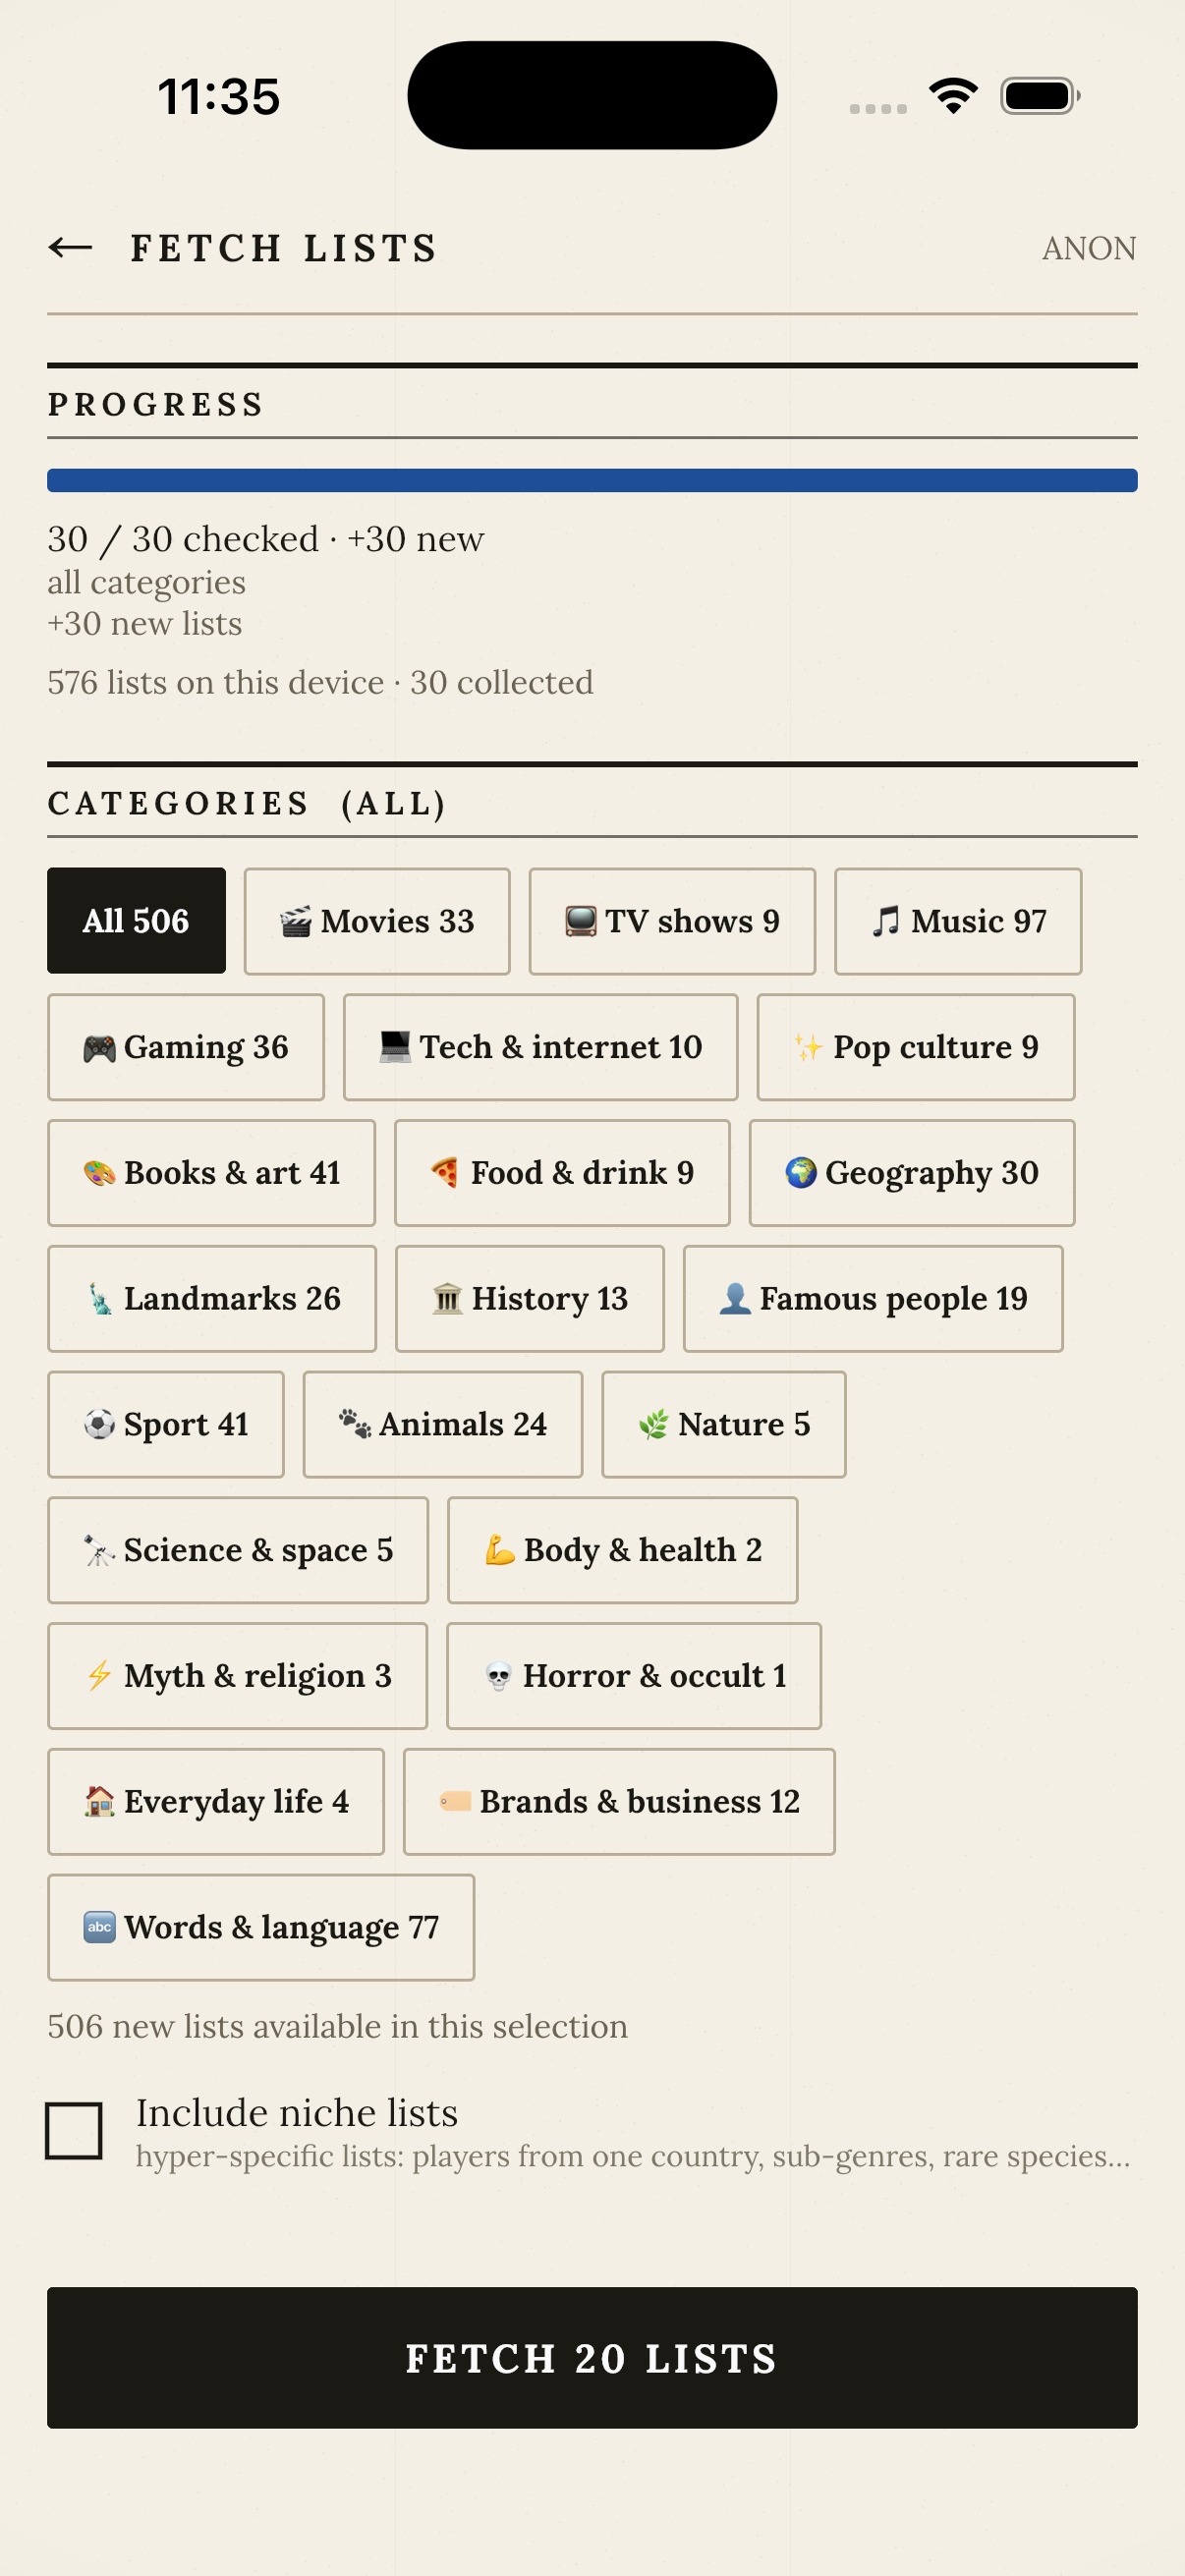 11:35
← FETCH LISTS ANON
PROGRESS
30 / 30 checked · +30 new
all categories
+30 new lists
576 lists on this device · 30 collected
CATEGORIES (ALL)
All 506 🎬 Movies 33 📺 TV shows 9 🎵 Music 97
🎮 Gaming 36 💻 Tech & internet 10 ✨ Pop culture 9
🎨 Books & art 41 🍕 Food & drink 9 🌍 Geography 30
🗽 Landmarks 26 🏛️ History 13 👤 Famous people 19
⚽ Sport 41 🐾 Animals 24 🌿 Nature 5
🔭 Science & space 5 💪 Body & health 2
⚡ Myth & religion 3 💀 Horror & occult 1
🏠 Everyday life 4 🏷️ Brands & business 12
🔤 Words & language 77
506 new lists available in this selection
Include niche lists
hyper-specific lists: players from one country, sub-genres, rare species…
FETCH 20 LISTS